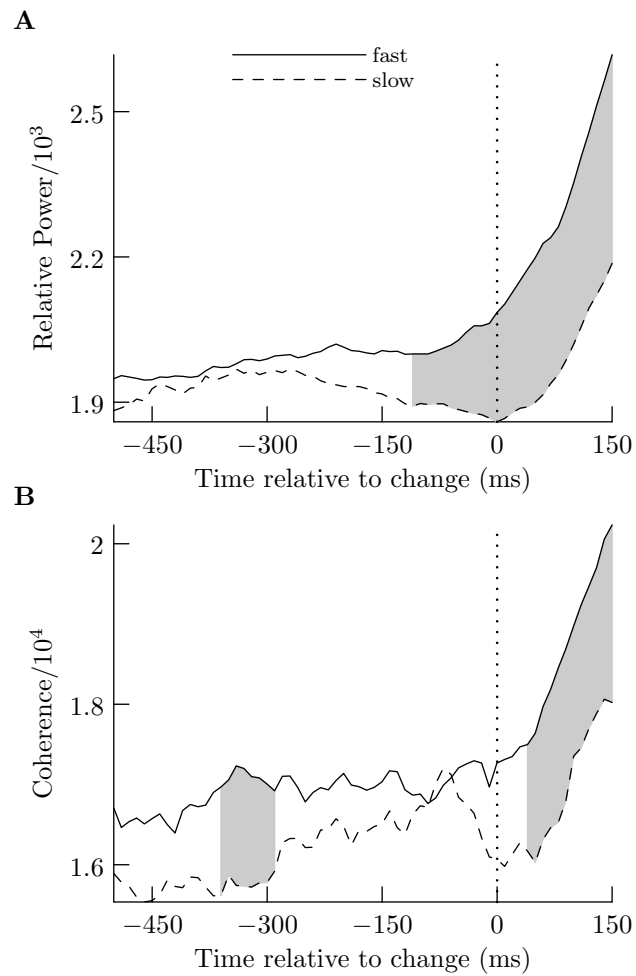 A
fast
slow
2.5
2.2
1.9
Relative Power/10³
−450 −300 −150 0 150
Time relative to change (ms)
B
2
1.8
1.6
Coherence/10⁴
−450 −300 −150 0 150
Time relative to change (ms)